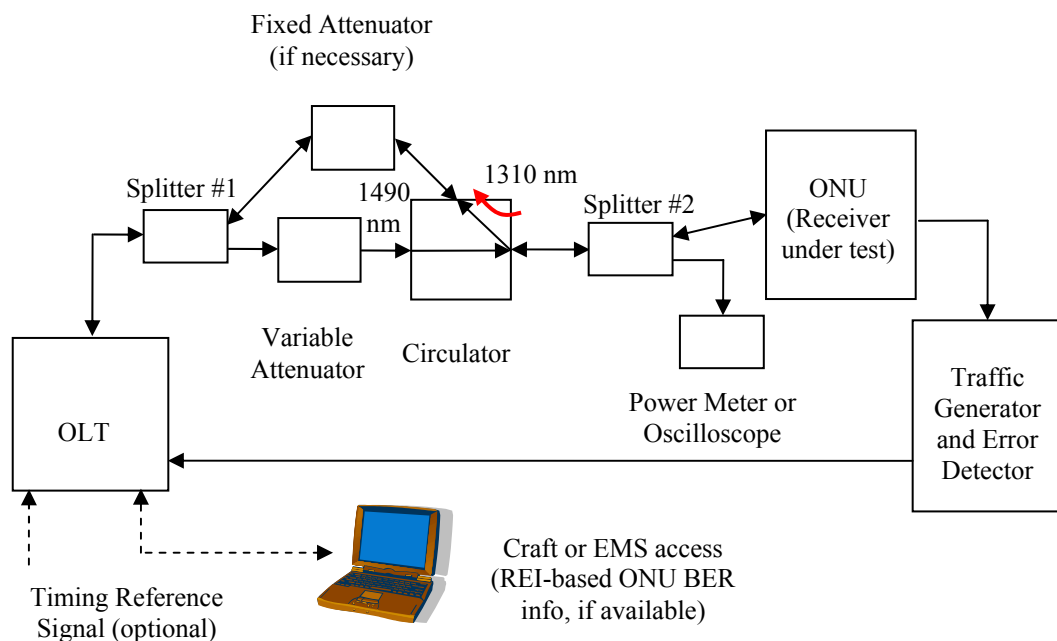 Fixed Attenuator
(if necessary)
Splitter #1
1490
nm
1310 nm
Splitter #2
ONU
(Receiver
under test)
Variable
Attenuator
Circulator
Power Meter or
Oscilloscope
OLT
Traffic
Generator
and Error
Detector
Timing Reference
Signal (optional)
Craft or EMS access
(REI-based ONU BER
info, if available)